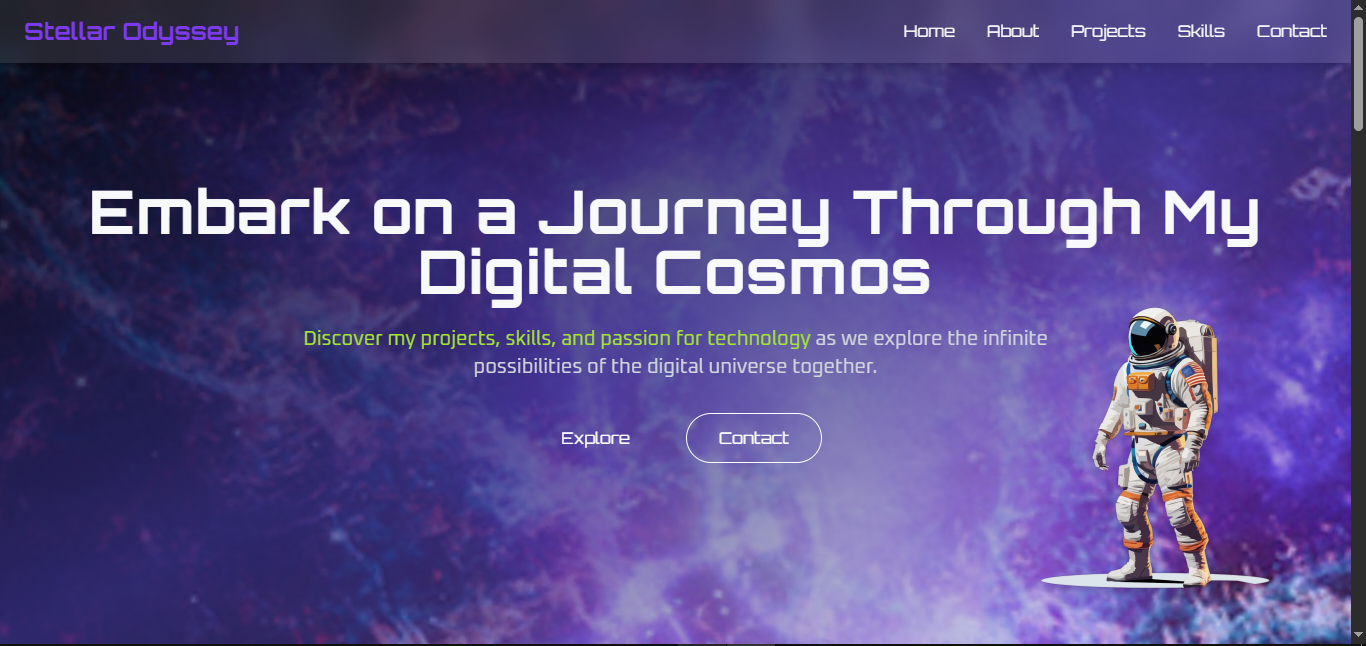 Stellar Odyssey
Home About Projects Skills Contact
Embark on a Journey Through My
Digital Cosmos
Discover my projects, skills, and passion for technology as we explore the infinite
possibilities of the digital universe together.
Explore Contact